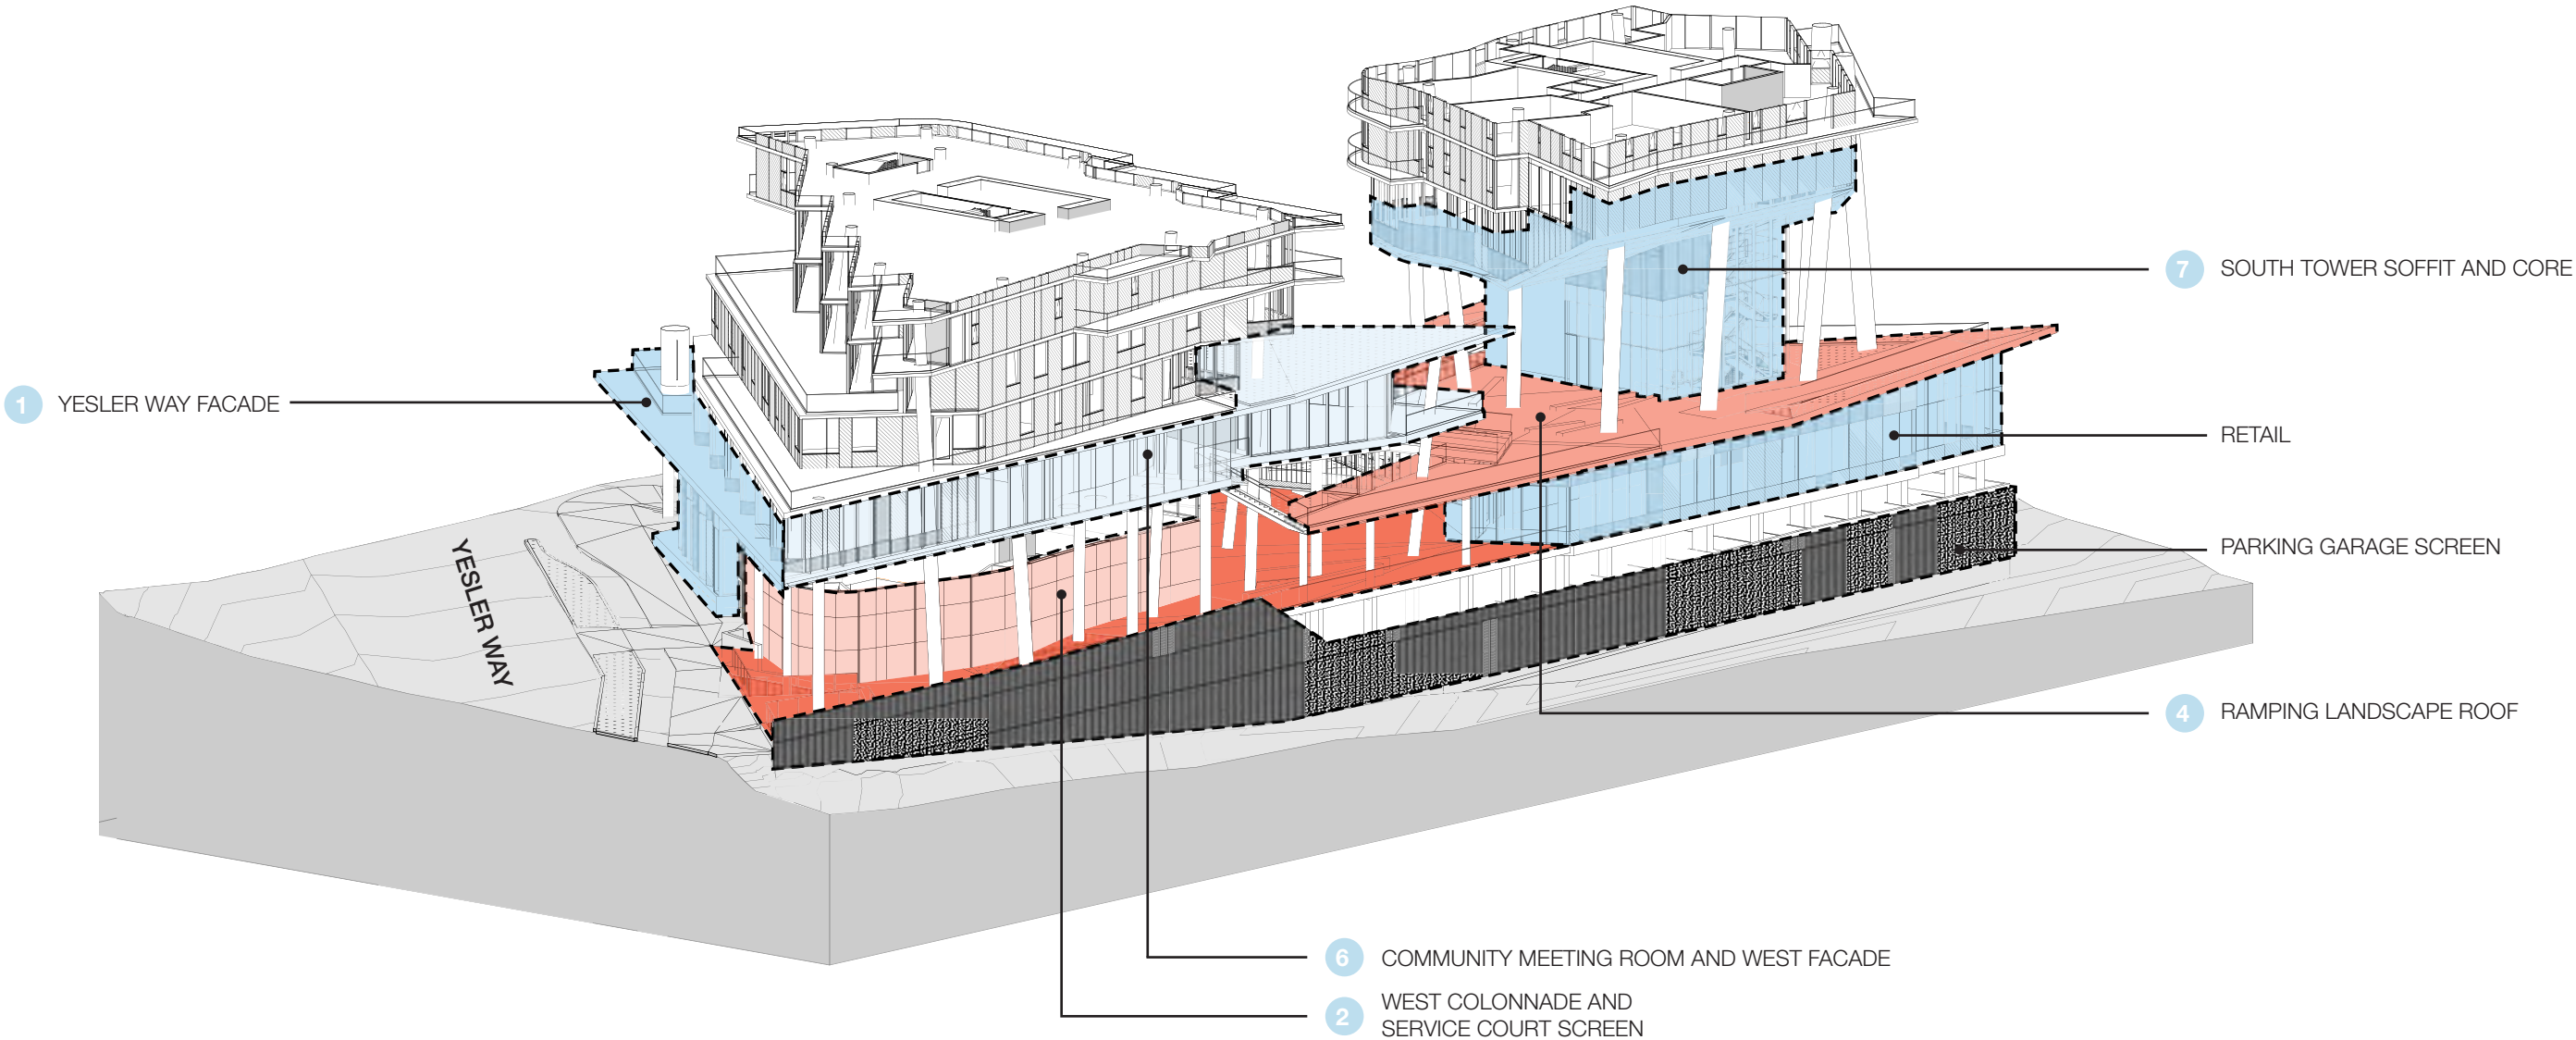 7 SOUTH TOWER SOFFIT AND CORE
1 YESLER WAY FACADE
RETAIL
PARKING GARAGE SCREEN
YESLER WAY
4 RAMPING LANDSCAPE ROOF
6 COMMUNITY MEETING ROOM AND WEST FACADE
2 WEST COLONNADE AND
SERVICE COURT SCREEN